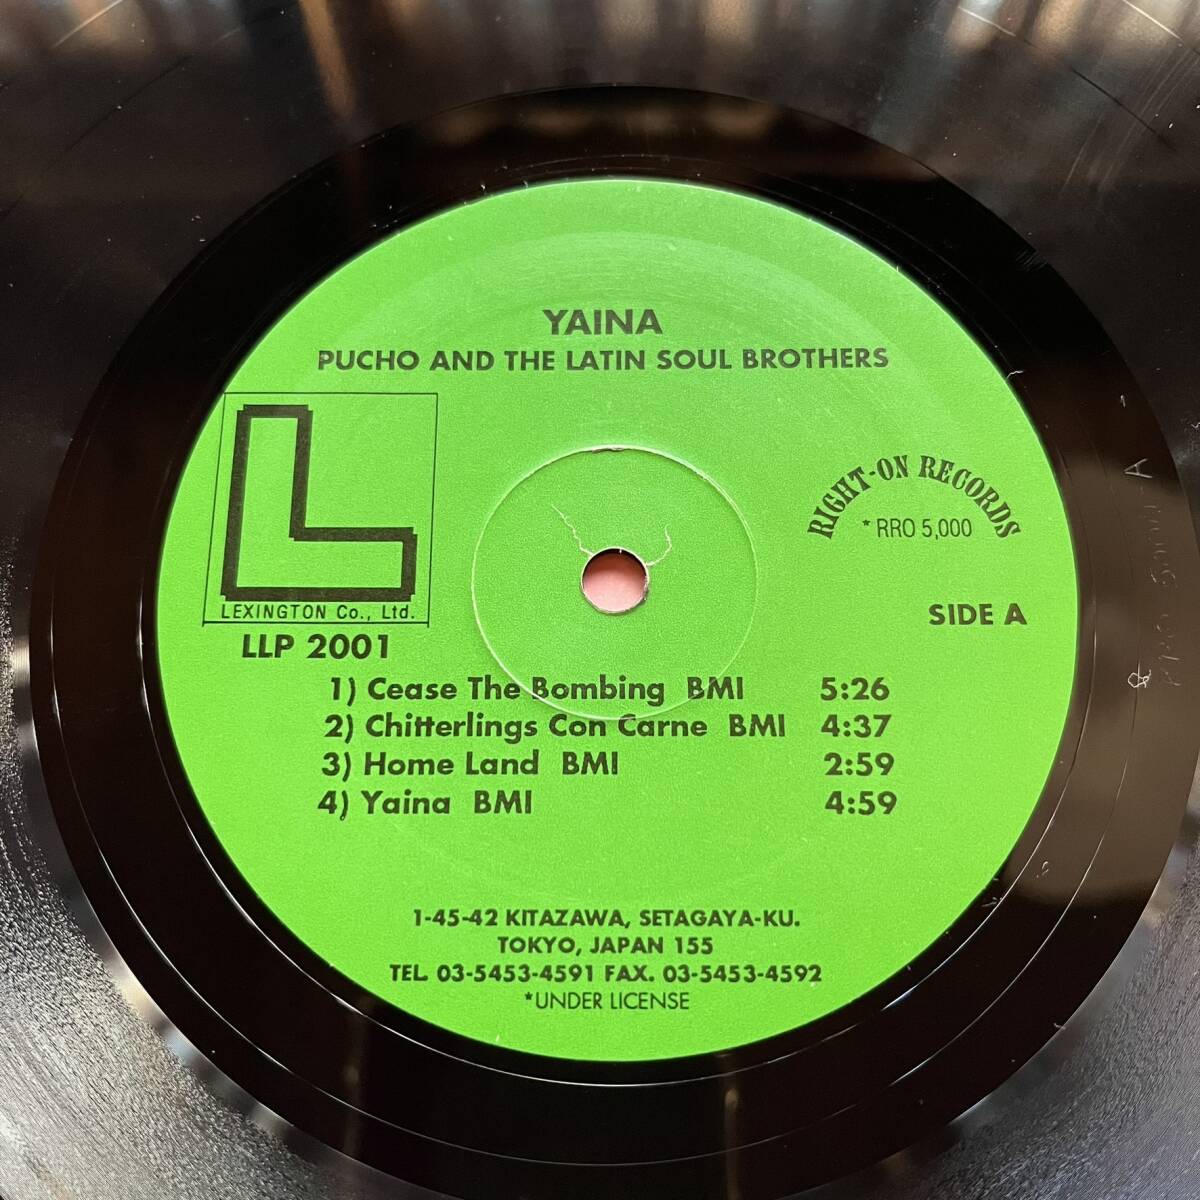 YAINA
PUCHO AND THE LATIN SOUL BROTHERS
LEXINGTON Co., Ltd.
LLP 2001
RIGHT-ON RECORDS
* RRO 5,000
SIDE A
1) Cease The Bombing BMI 5:26
2) Chitterlings Con Carne BMI 4:37
3) Home Land BMI 2:59
4) Yaina BMI 4:59
1-45-42 KITAZAWA, SETAGAYA-KU.
TOKYO, JAPAN 155
TEL. 03-5453-4591 FAX. 03-5453-4592
*UNDER LICENSE